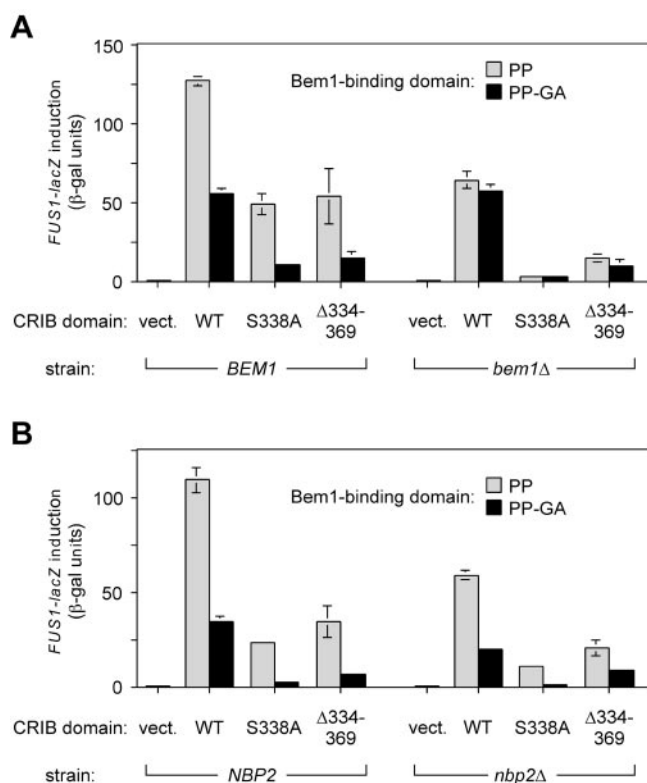 A
150
100
50
0
FUS1-lacZ induction
(β-gal units)
Bem1-binding domain:
PP
PP-GA
CRIB domain: vect. WT S338A Δ334-369 vect. WT S338A Δ334-369
strain: BEM1 bem1Δ
B
100
50
0
FUS1-lacZ induction
(β-gal units)
Bem1-binding domain:
PP
PP-GA
CRIB domain: vect. WT S338A Δ334-369 vect. WT S338A Δ334-369
strain: NBP2 nbp2Δ